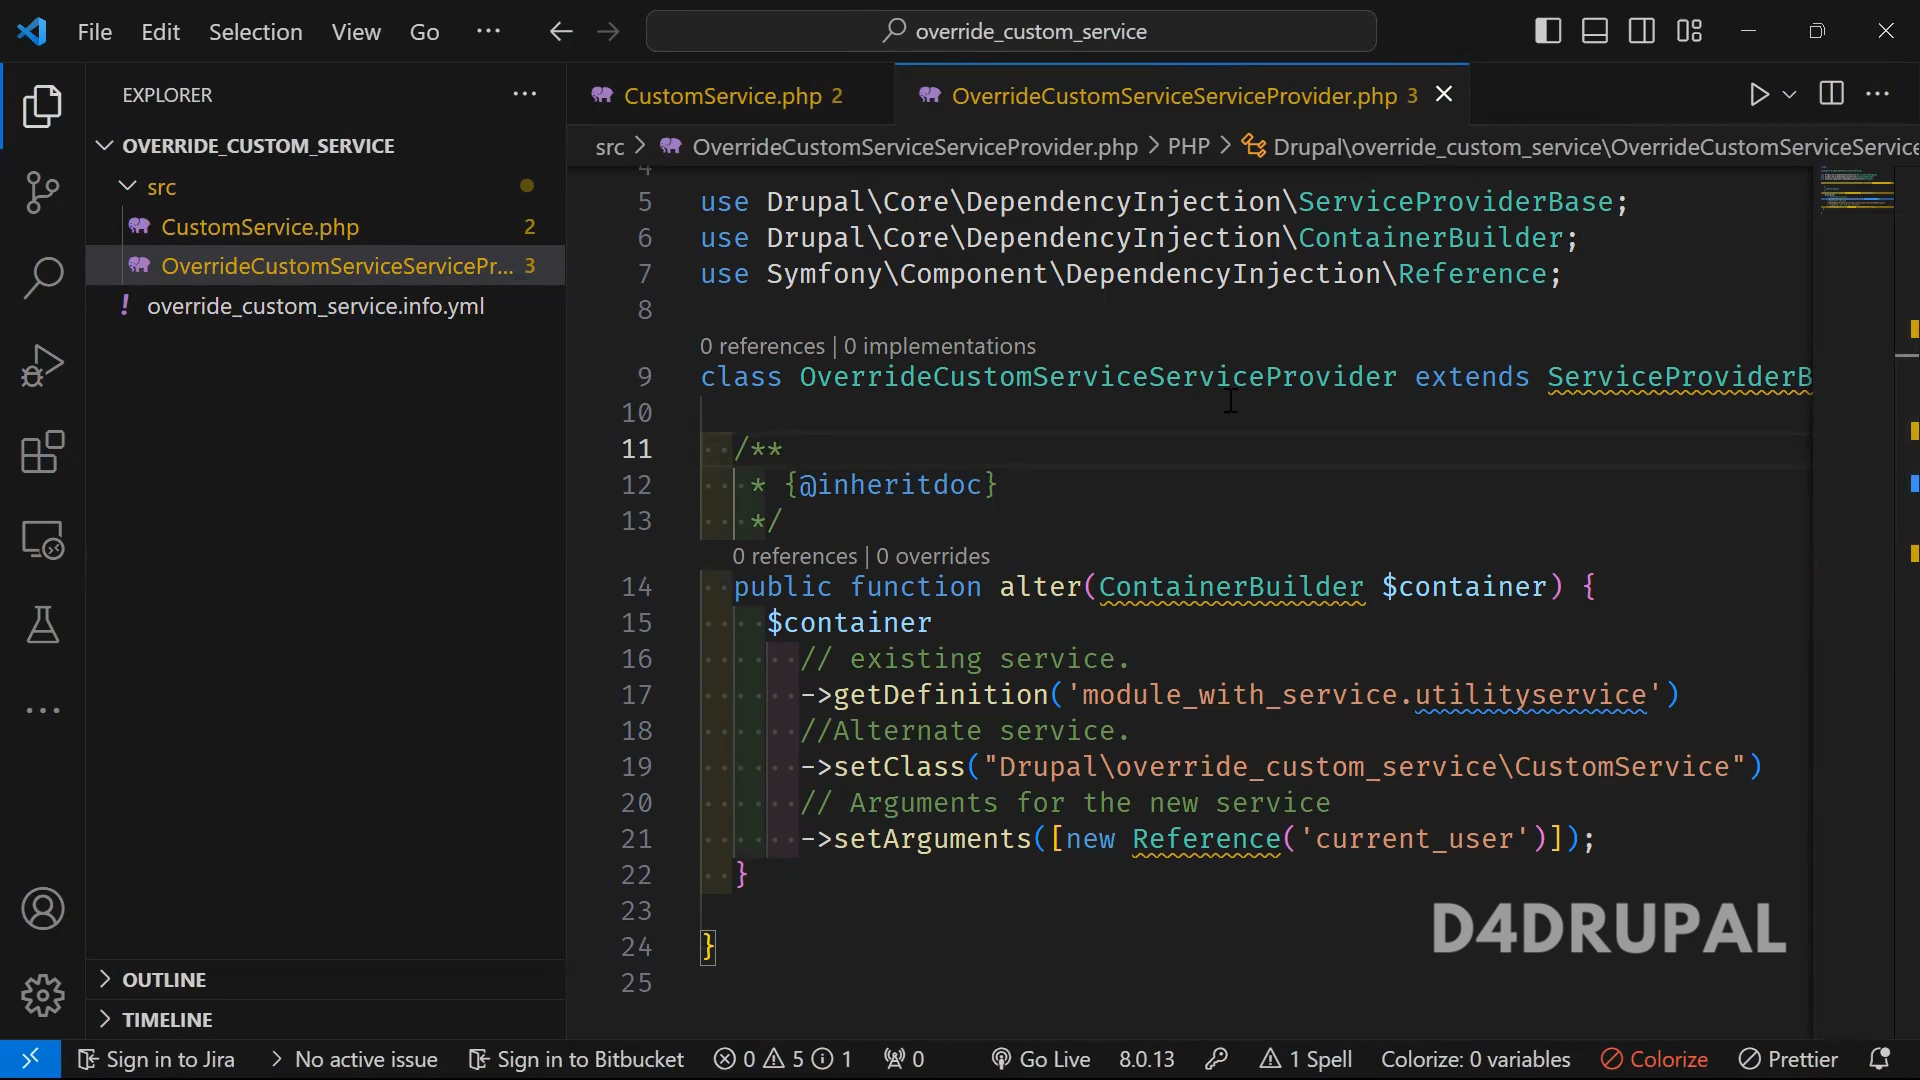 File Edit Selection View Go ··· override_custom_service
EXPLORER ···
OVERRIDE_CUSTOM_SERVICE
src
CustomService.php 2
OverrideCustomServiceServicePr... 3
! override_custom_service.info.yml
OUTLINE
TIMELINE
CustomService.php 2 OverrideCustomServiceServiceProvider.php 3
src > OverrideCustomServiceServiceProvider.php > PHP > Drupal\override_custom_service\OverrideCustomServiceService
4
5 use Drupal\Core\DependencyInjection\ServiceProviderBase;
6 use Drupal\Core\DependencyInjection\ContainerBuilder;
7 use Symfony\Component\DependencyInjection\Reference;
8
0 references | 0 implementations
9 class OverrideCustomServiceServiceProvider extends ServiceProviderB
10
11 /**
12 * {@inheritdoc}
13 */
0 references | 0 overrides
14 public function alter(ContainerBuilder $container) {
15 $container
16 // existing service.
17 ->getDefinition('module_with_service.utilityservice')
18 //Alternate service.
19 ->setClass("Drupal\override_custom_service\CustomService")
20 // Arguments for the new service
21 ->setArguments([new Reference('current_user')]);
22 }
23
24 }
25
D4DRUPAL
Sign in to Jira > No active issue Sign in to Bitbucket 0 5 1 0 Go Live 8.0.13 1 Spell Colorize: 0 variables Colorize Prettier